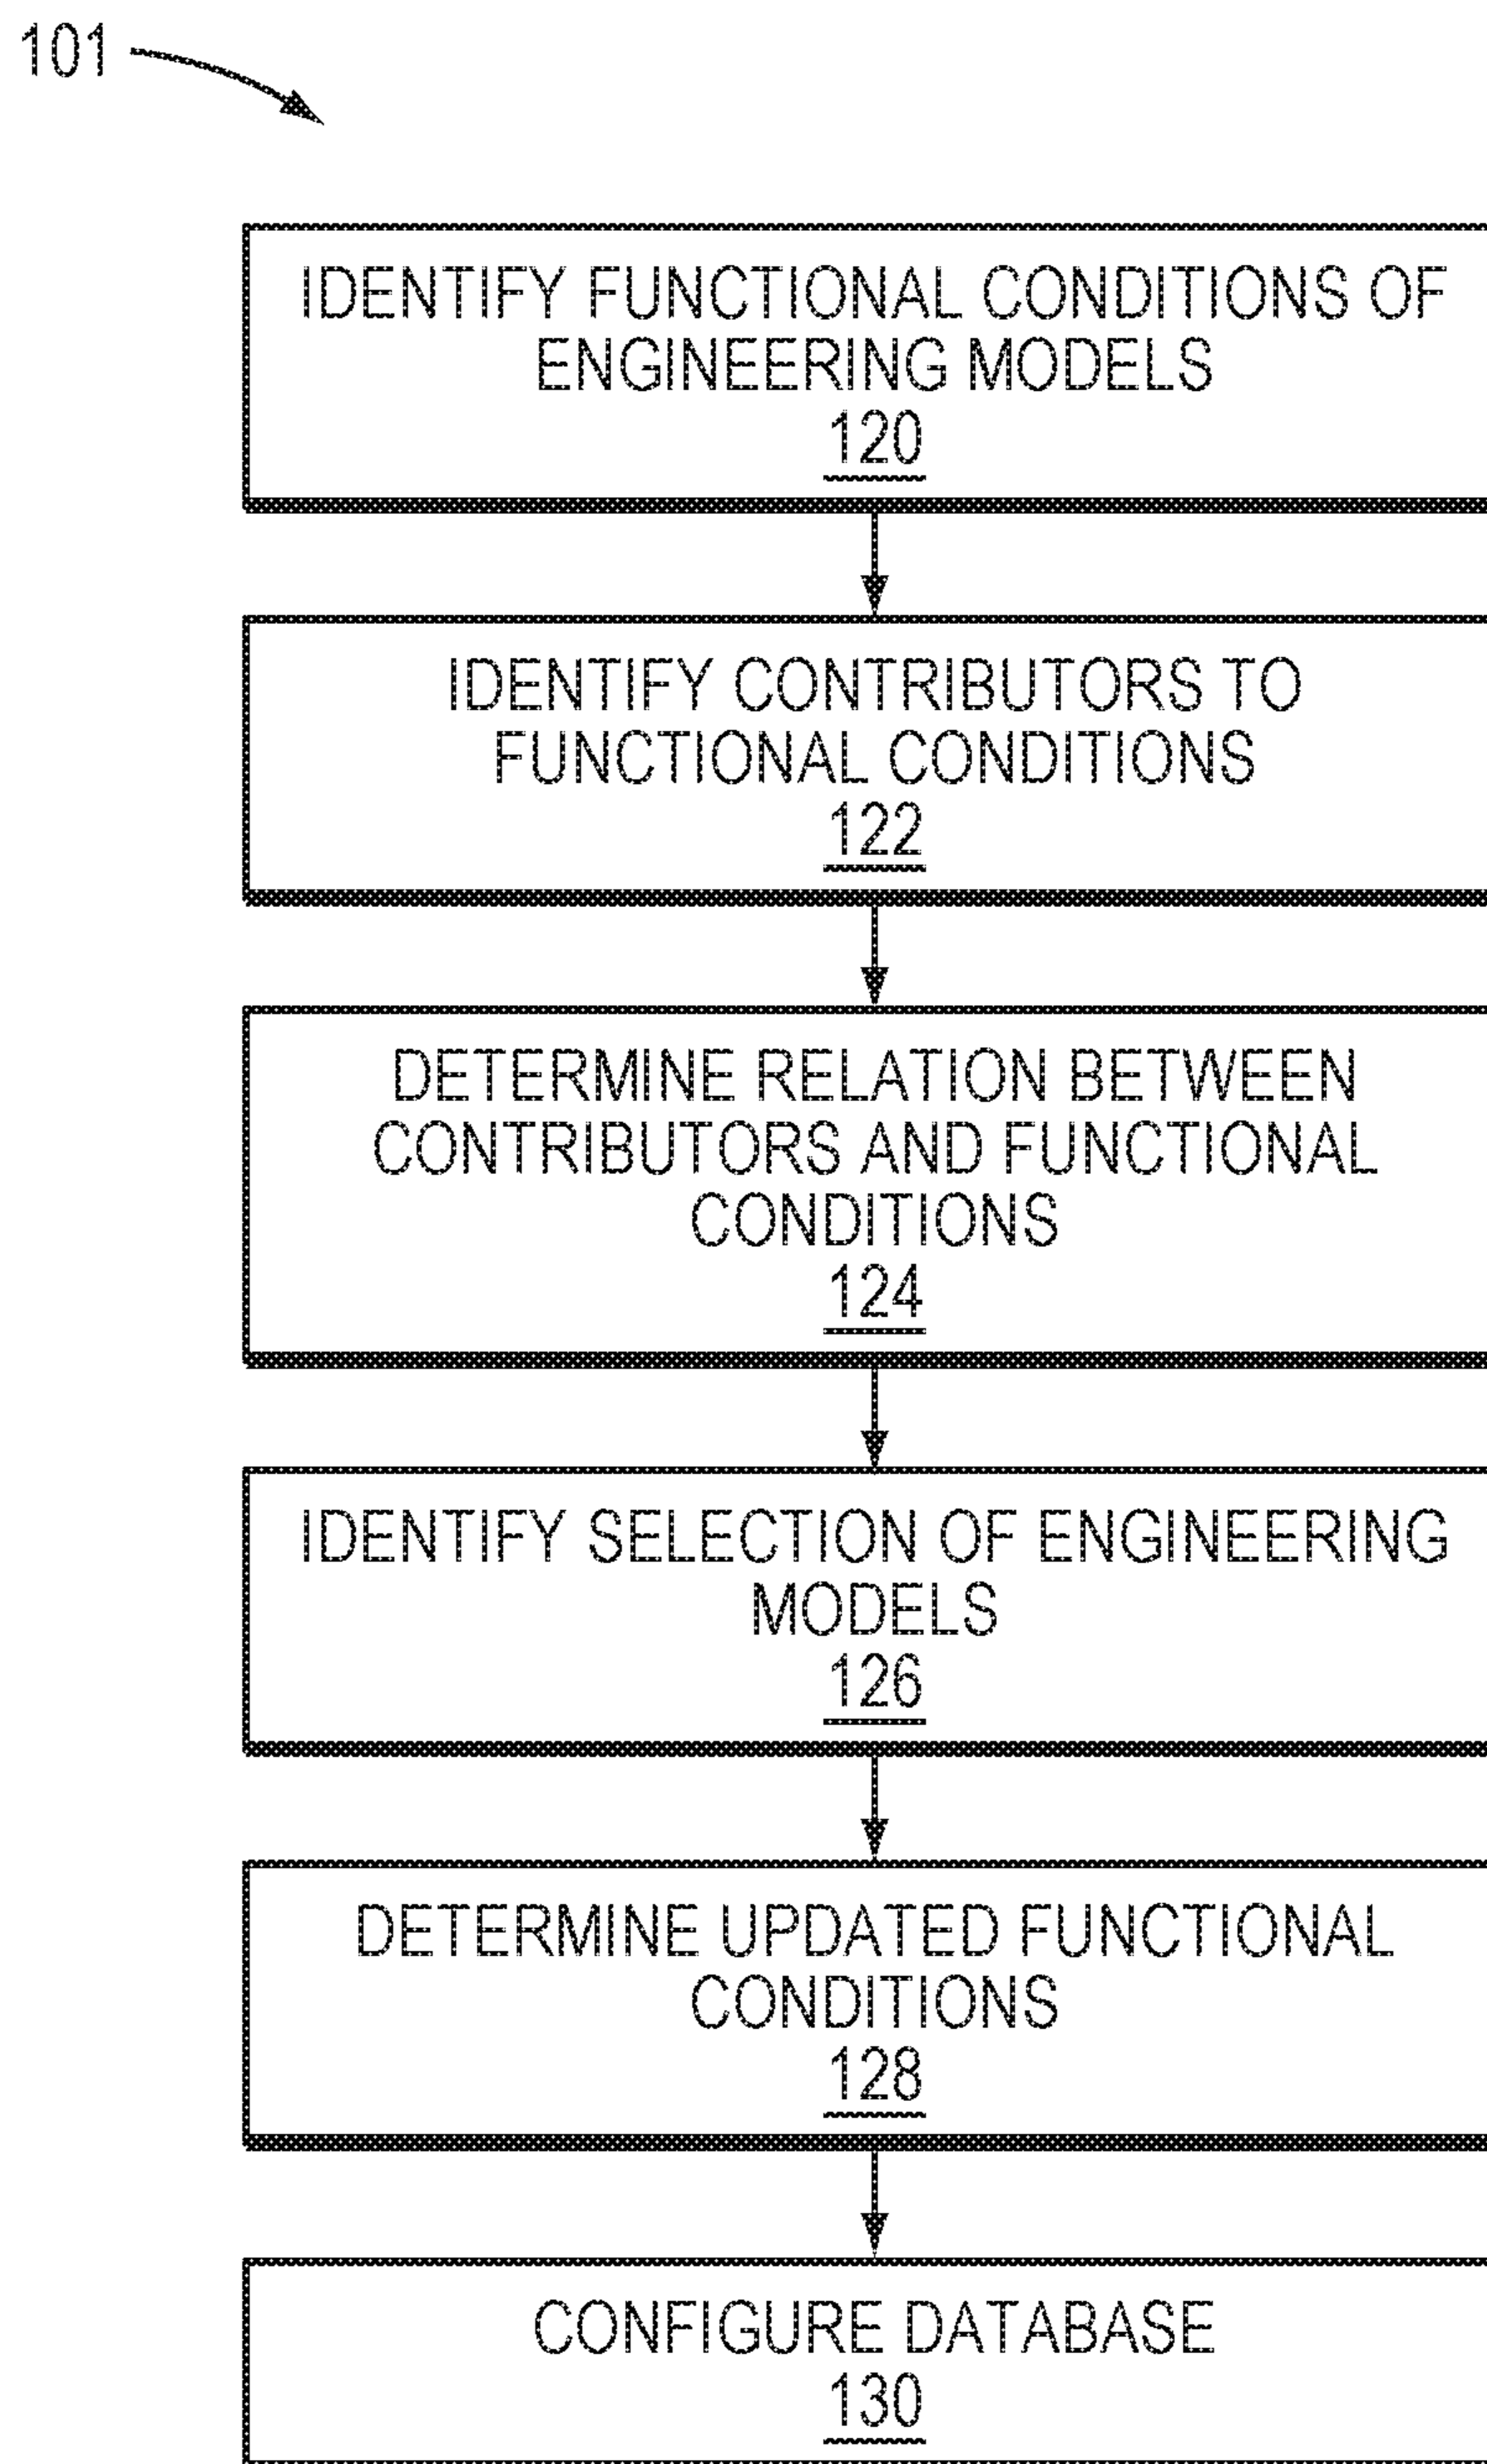 101
IDENTIFY FUNCTIONAL CONDITIONS OF
ENGINEERING MODELS
120
IDENTIFY CONTRIBUTORS TO
FUNCTIONAL CONDITIONS
122
DETERMINE RELATION BETWEEN
CONTRIBUTORS AND FUNCTIONAL
CONDITIONS
124
IDENTIFY SELECTION OF ENGINEERING
MODELS
126
DETERMINE UPDATED FUNCTIONAL
CONDITIONS
128
CONFIGURE DATABASE
130